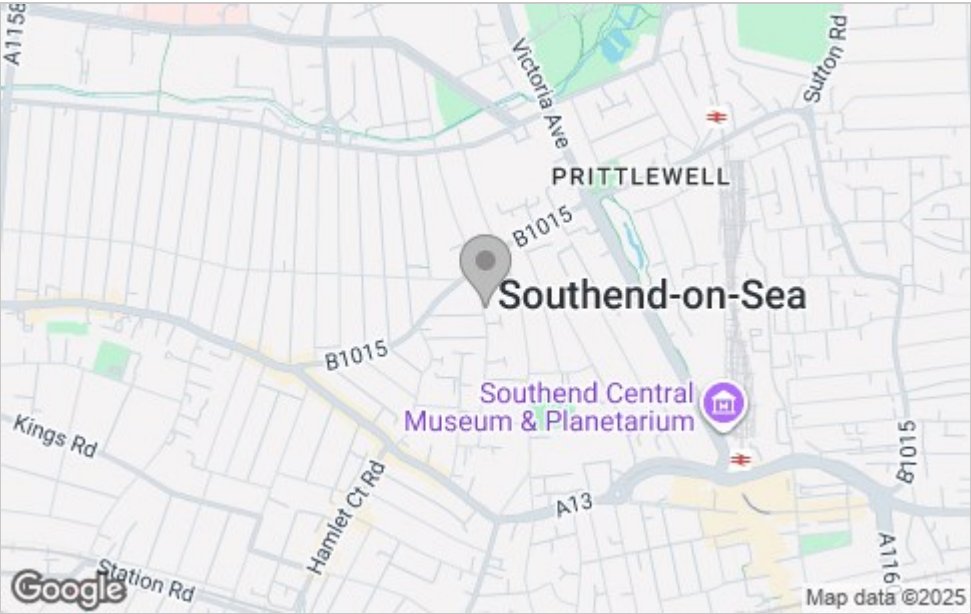 A1158
Victoria Ave
Sutton Rd
PRITTLEWELL
B1015
Southend-on-Sea
B1015
Southend Central
Museum & Planetarium
Kings Rd
Hamlet Ct Rd
A13
B1015
A116
Station Rd
Google
Map data ©2025